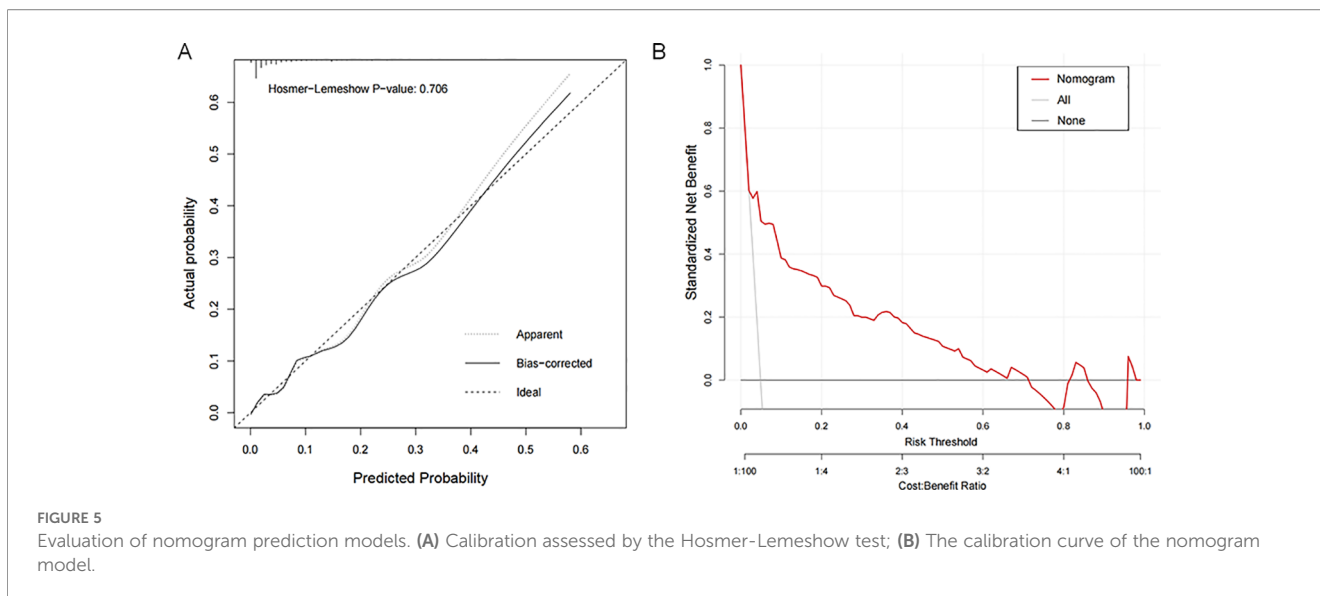 A
Hosmer-Lemeshow P-value: 0.706
Actual probability
0.6
0.5
0.4
0.3
0.2
0.1
0.0
Apparent
Bias-corrected
Ideal
0.0 0.1 0.2 0.3 0.4 0.5 0.6
Predicted Probability
B
Standardized Net Benefit
1.0
0.8
0.6
0.4
0.2
0.0
Nomogram
All
None
0.0 0.2 0.4 0.6 0.8 1.0
Risk Threshold
1:100 1:4 2:3 3:2 4:1 100:1
Cost:Benefit Ratio
FIGURE 5
Evaluation of nomogram prediction models. (A) Calibration assessed by the Hosmer-Lemeshow test; (B) The calibration curve of the nomogram
model.